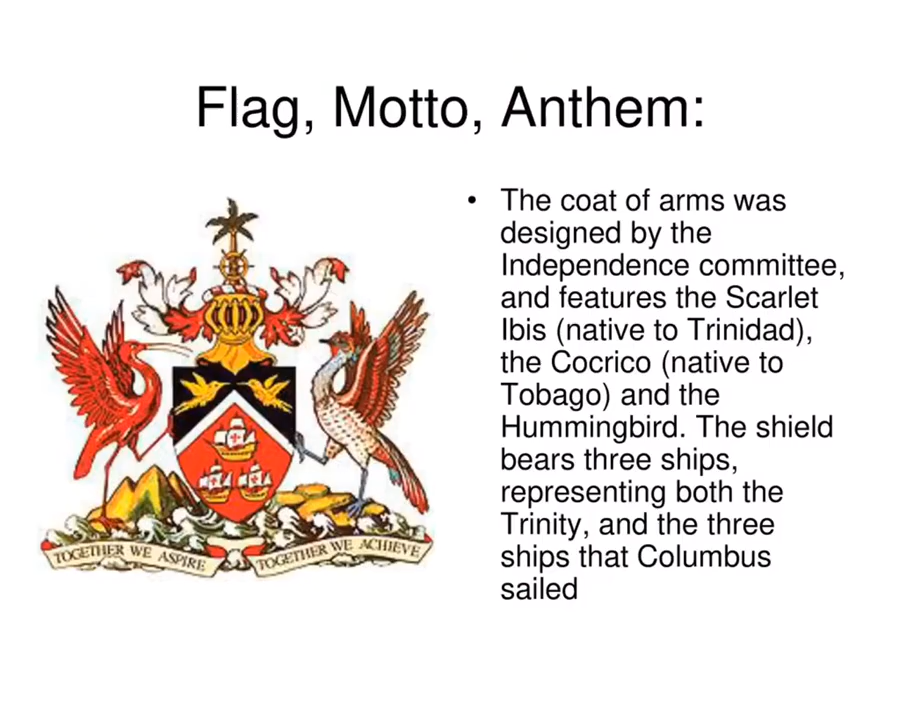 Flag, Motto, Anthem:
• The coat of arms was
designed by the
Independence committee,
and features the Scarlet
Ibis (native to Trinidad),
the Cocrico (native to
Tobago) and the
Hummingbird. The shield
bears three ships,
representing both the
Trinity, and the three
ships that Columbus
sailed
TOGETHER WE ASPIRE
TOGETHER WE ACHIEVE